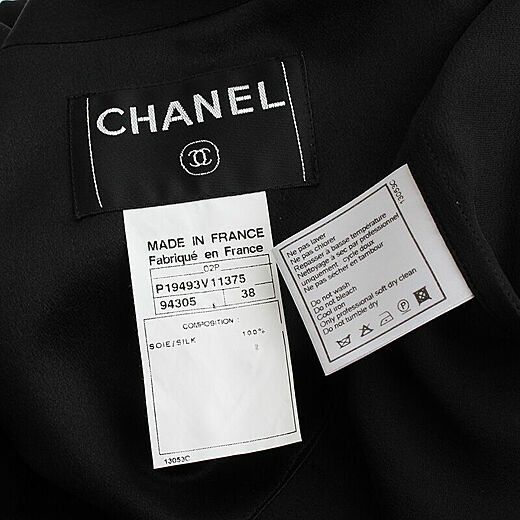 CHANEL
MADE IN FRANCE
Fabriqué en France
02P
P19493V11375
94305 38
COMPOSITION :
SOIE/SILK 100%
13053C
13053C
Ne pas laver
Ne pas chlorer
Repasser à basse température
Nettoyage à sec par professionnel
uniquement : cycle doux
Ne pas sécher en tambour
Do not wash
Do not bleach
Cool iron
Only professional soft dry clean
Do not tumble dry